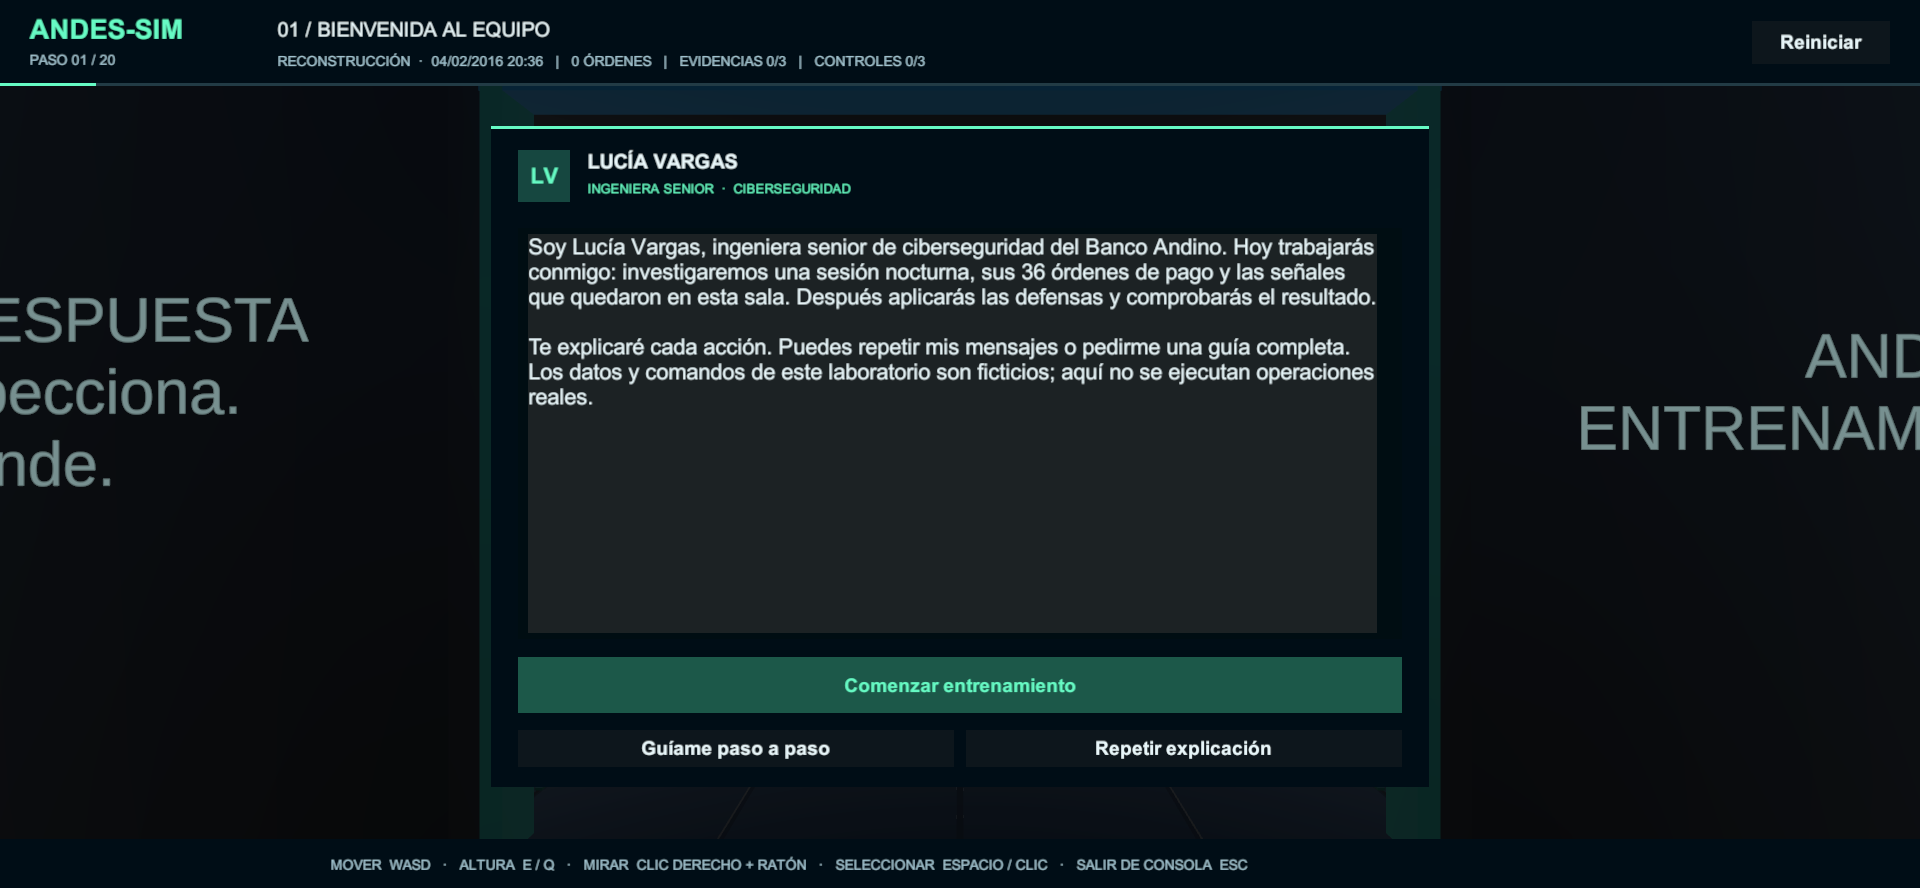 ANDES-SIM
PASO 01 / 20
01 / BIENVENIDA AL EQUIPO
RECONSTRUCCIÓN · 04/02/2016 20:36 | 0 ÓRDENES | EVIDENCIAS 0/3 | CONTROLES 0/3
Reiniciar
ESPUESTA
pecciona.
nde.
LV
LUCÍA VARGAS
INGENIERA SENIOR · CIBERSEGURIDAD
Soy Lucía Vargas, ingeniera senior de ciberseguridad del Banco Andino. Hoy trabajarás
conmigo: investigaremos una sesión nocturna, sus 36 órdenes de pago y las señales
que quedaron en esta sala. Después aplicarás las defensas y comprobarás el resultado.
Te explicaré cada acción. Puedes repetir mis mensajes o pedirme una guía completa.
Los datos y comandos de este laboratorio son ficticios; aquí no se ejecutan operaciones
reales.
Comenzar entrenamiento
Guíame paso a paso
Repetir explicación
AND
ENTRENAM
MOVER WASD · ALTURA E / Q · MIRAR CLIC DERECHO + RATÓN · SELECCIONAR ESPACIO / CLIC · SALIR DE CONSOLA ESC